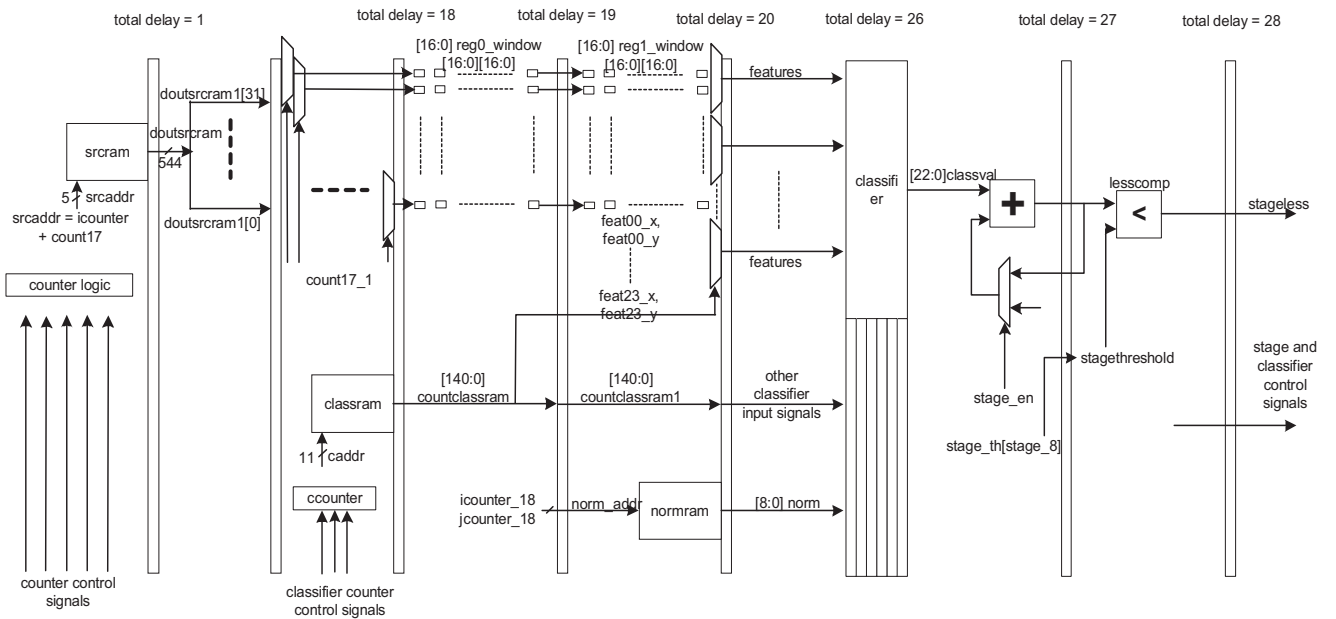 total delay = 1
total delay = 18
total delay = 19
total delay = 20
total delay = 26
total delay = 27
total delay = 28
[16:0] reg0_window
[16:0][16:0]
[16:0] reg1_window
[16:0][16:0]
features
doutsrcram1[31]
srcram
doutsrcram
544
5
srcaddr
srcaddr = icounter
+ count17
doutsrcram1[0]
counter logic
count17_1
feat00_x,
feat00_y
feat23_x,
feat23_y
features
classifi
er
[22:0]classval
+
lesscomp
<
stageless
stage_en
stagethreshold
stage_th[stage_8]
stage and
classifier
control
signals
classram
[140:0]
countclassram
[140:0]
countclassram1
other
classifier
input signals
11
caddr
ccounter
icounter_18
jcounter_18
norm_addr
normram
[8:0] norm
counter control
signals
classifier counter
control signals